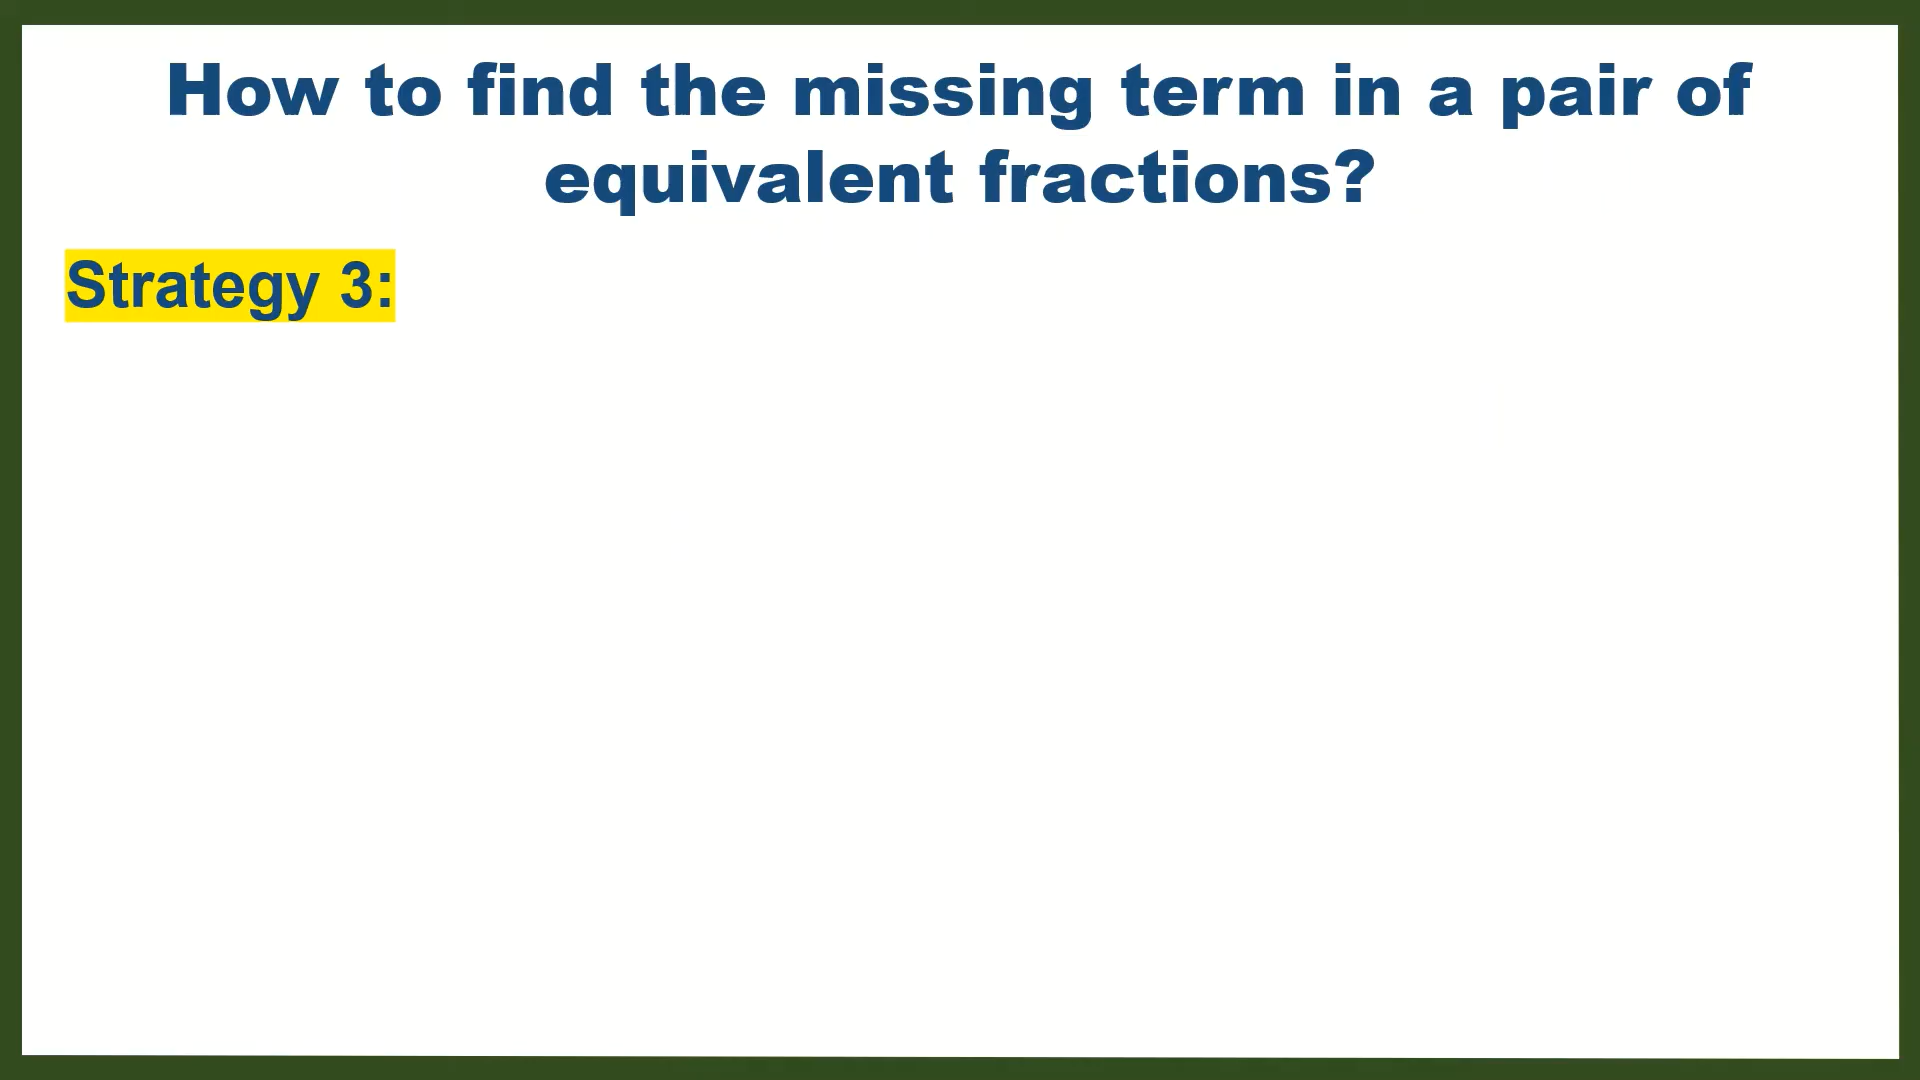 How to find the missing term in a pair of
equivalent fractions?
Strategy 3: